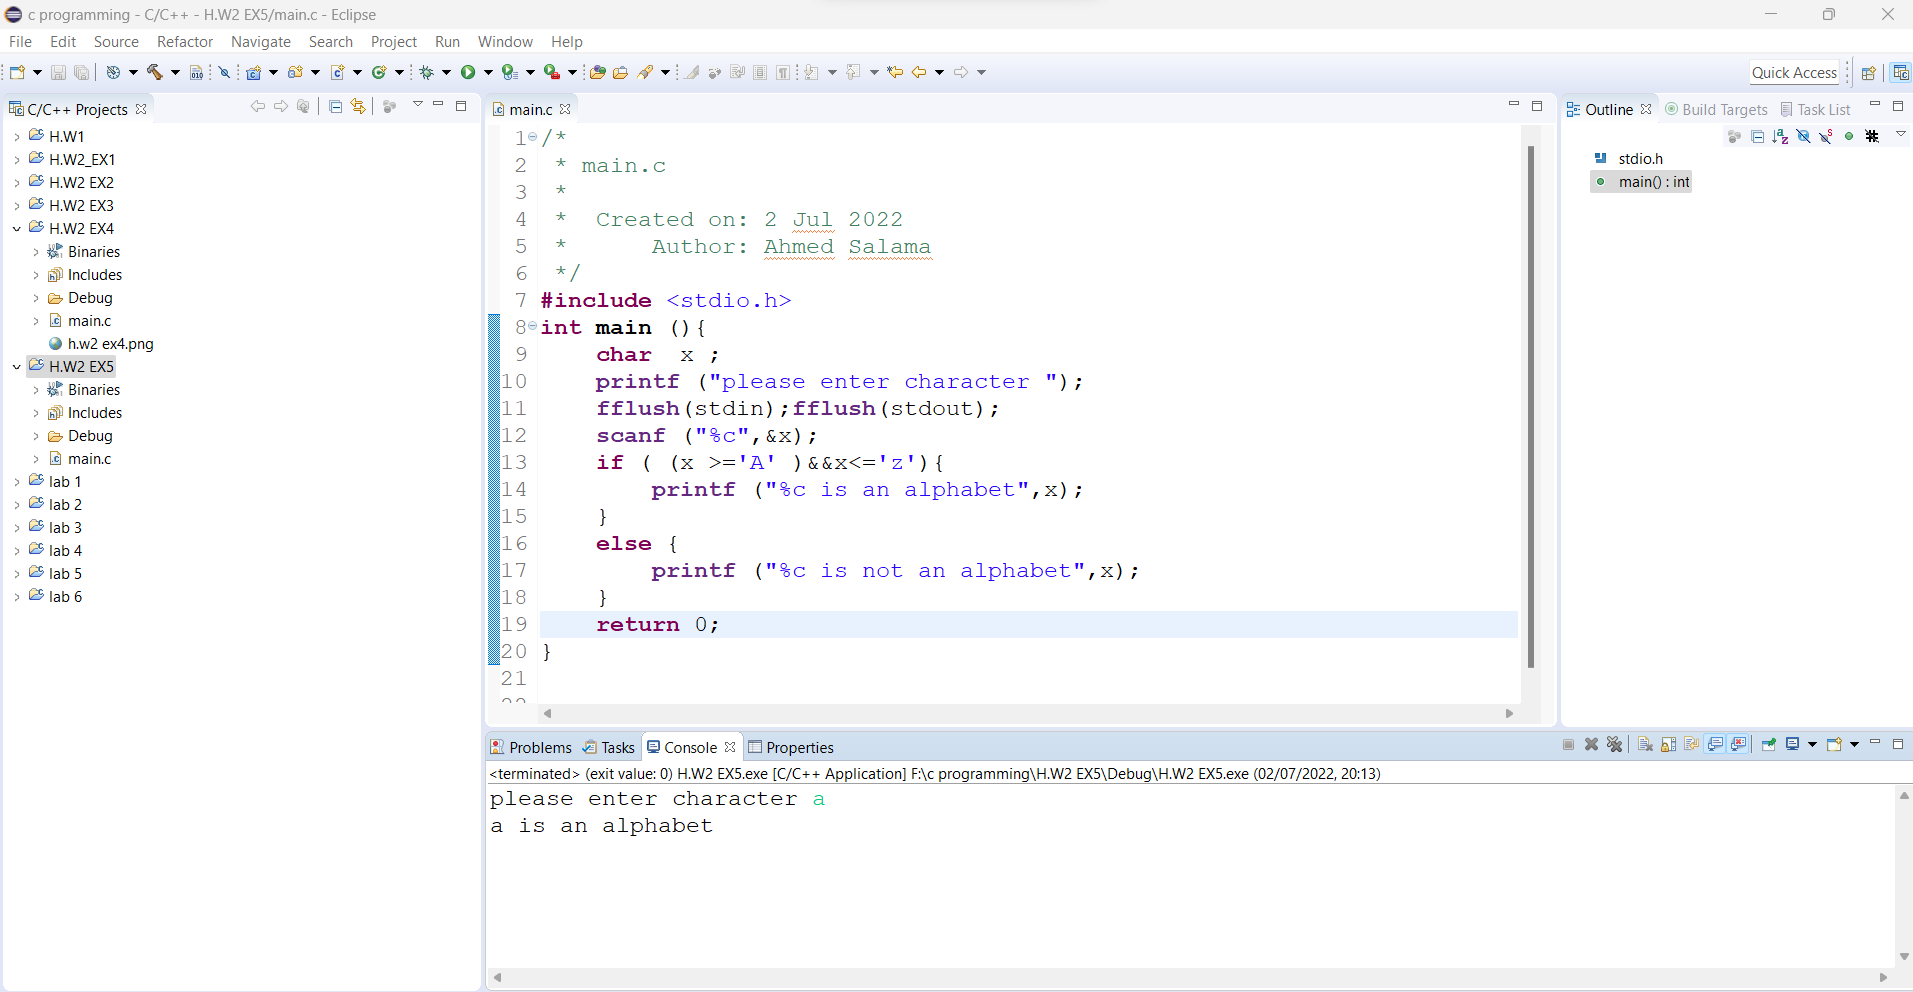 c programming - C/C++ - H.W2 EX5/main.c - Eclipse
File Edit Source Refactor Navigate Search Project Run Window Help
Quick Access
C/C++ Projects
H.W1
H.W2_EX1
H.W2 EX2
H.W2 EX3
H.W2 EX4
Binaries
Includes
Debug
main.c
h.w2 ex4.png
H.W2 EX5
Binaries
Includes
Debug
main.c
lab 1
lab 2
lab 3
lab 4
lab 5
lab 6
main.c
1 /*
2 * main.c
3 *
4 * Created on: 2 Jul 2022
5 * Author: Ahmed Salama
6 */
7 #include <stdio.h>
8 int main (){
9 char x ;
10 printf ("please enter character ");
11 fflush(stdin);fflush(stdout);
12 scanf ("%c",&x);
13 if ( (x >='A' )&&x<='z'){
14 printf ("%c is an alphabet",x);
15 }
16 else {
17 printf ("%c is not an alphabet",x);
18 }
19 return 0;
20 }
21
Outline Build Targets Task List
stdio.h
main() : int
Problems Tasks Console Properties
<terminated> (exit value: 0) H.W2 EX5.exe [C/C++ Application] F:\c programming\H.W2 EX5\Debug\H.W2 EX5.exe (02/07/2022, 20:13)
please enter character a
a is an alphabet